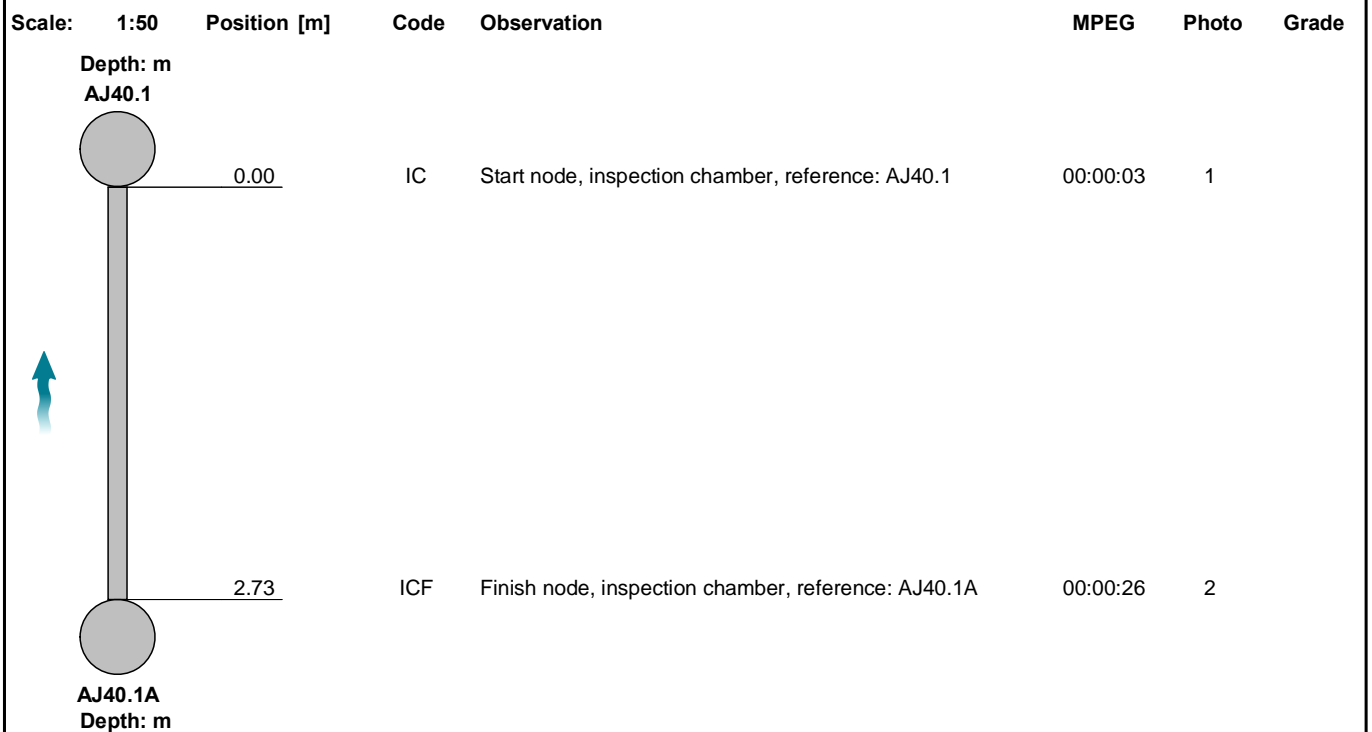 Scale: 1:50 Position [m] Code Observation MPEG Photo Grade
Depth: m
AJ40.1
0.00 IC Start node, inspection chamber, reference: AJ40.1 00:00:03 1
2.73 ICF Finish node, inspection chamber, reference: AJ40.1A 00:00:26 2
AJ40.1A
Depth: m